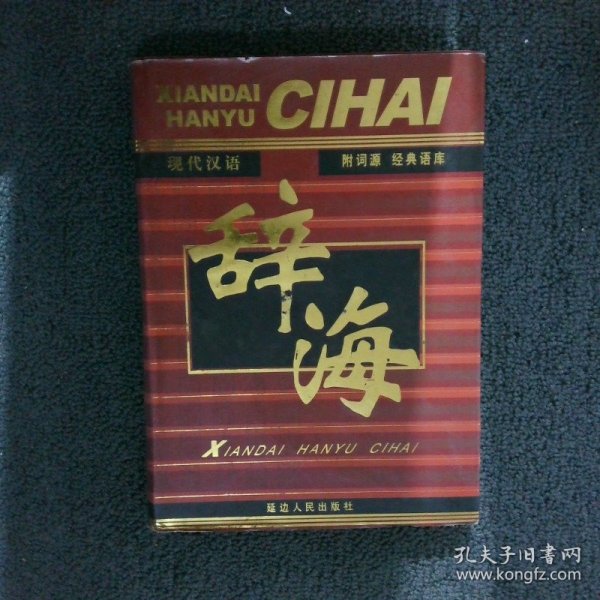 XIANDAI
HANYU
CIHAI
现代汉语
附词源 经典语库
辞海
XIANDAI HANYU CIHAI
延边人民出版社
孔夫子旧书网
www.kongfz.com